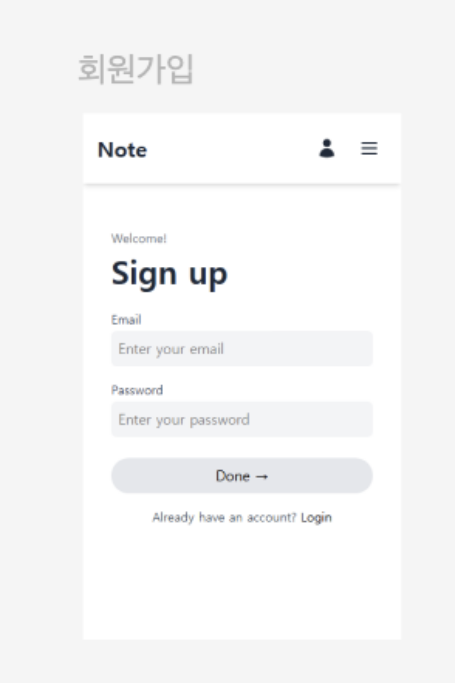 회원가입
Note
Welcome!
Sign up
Email
Enter your email
Password
Enter your password
Done →
Already have an account? Login